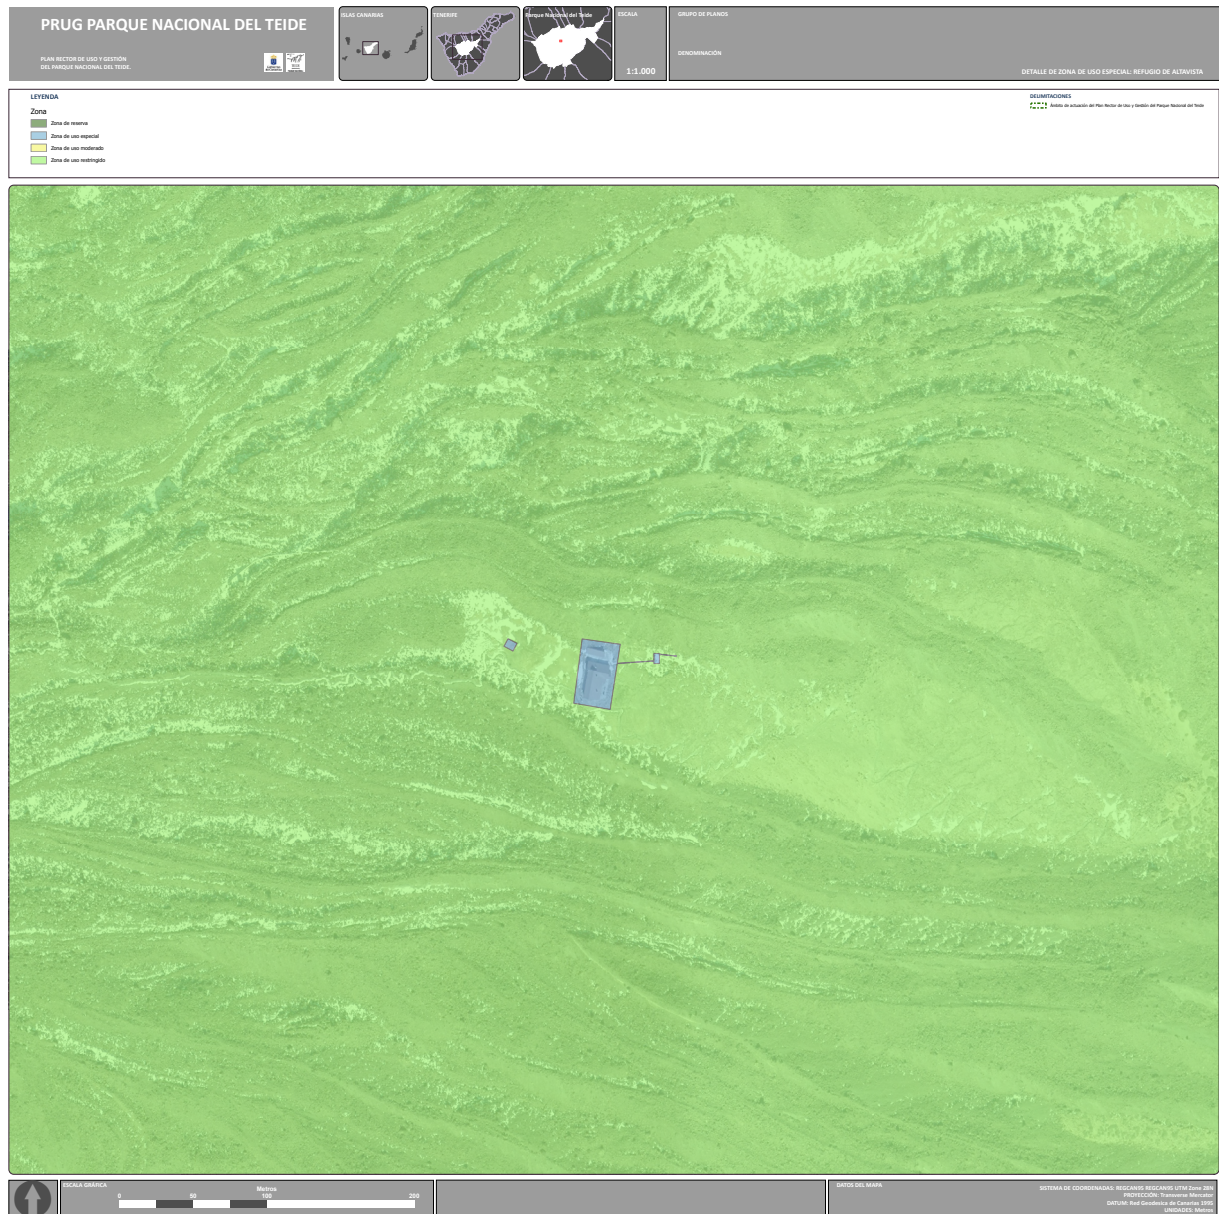 PRUG PARQUE NACIONAL DEL TEIDE
PLAN RECTOR DE USO Y GESTIÓN
DEL PARQUE NACIONAL DEL TEIDE.
ISLAS CANARIAS
TENERIFE
Parque Nacional del Teide
ESCALA
1:1.000
GRUPO DE PLANOS
DENOMINACIÓN
DETALLE DE ZONA DE USO ESPECIAL: REFUGIO DE ALTAVISTA
LEYENDA
Zona
Zona de reserva
Zona de uso especial
Zona de uso moderado
Zona de uso restringido
DELIMITACIONES
Ámbito de actuación del Plan Rector de Uso y Gestión del Parque Nacional del Teide
ESCALA GRÁFICA
Metros
0 50 100 200
DATOS DEL MAPA
SISTEMA DE COORDENADAS: REGCAN95 REGCAN95 UTM Zone 28N
PROYECCIÓN: Transverse Mercator
DATUM: Red Geodesica de Canarias 1995
UNIDADES: Metros